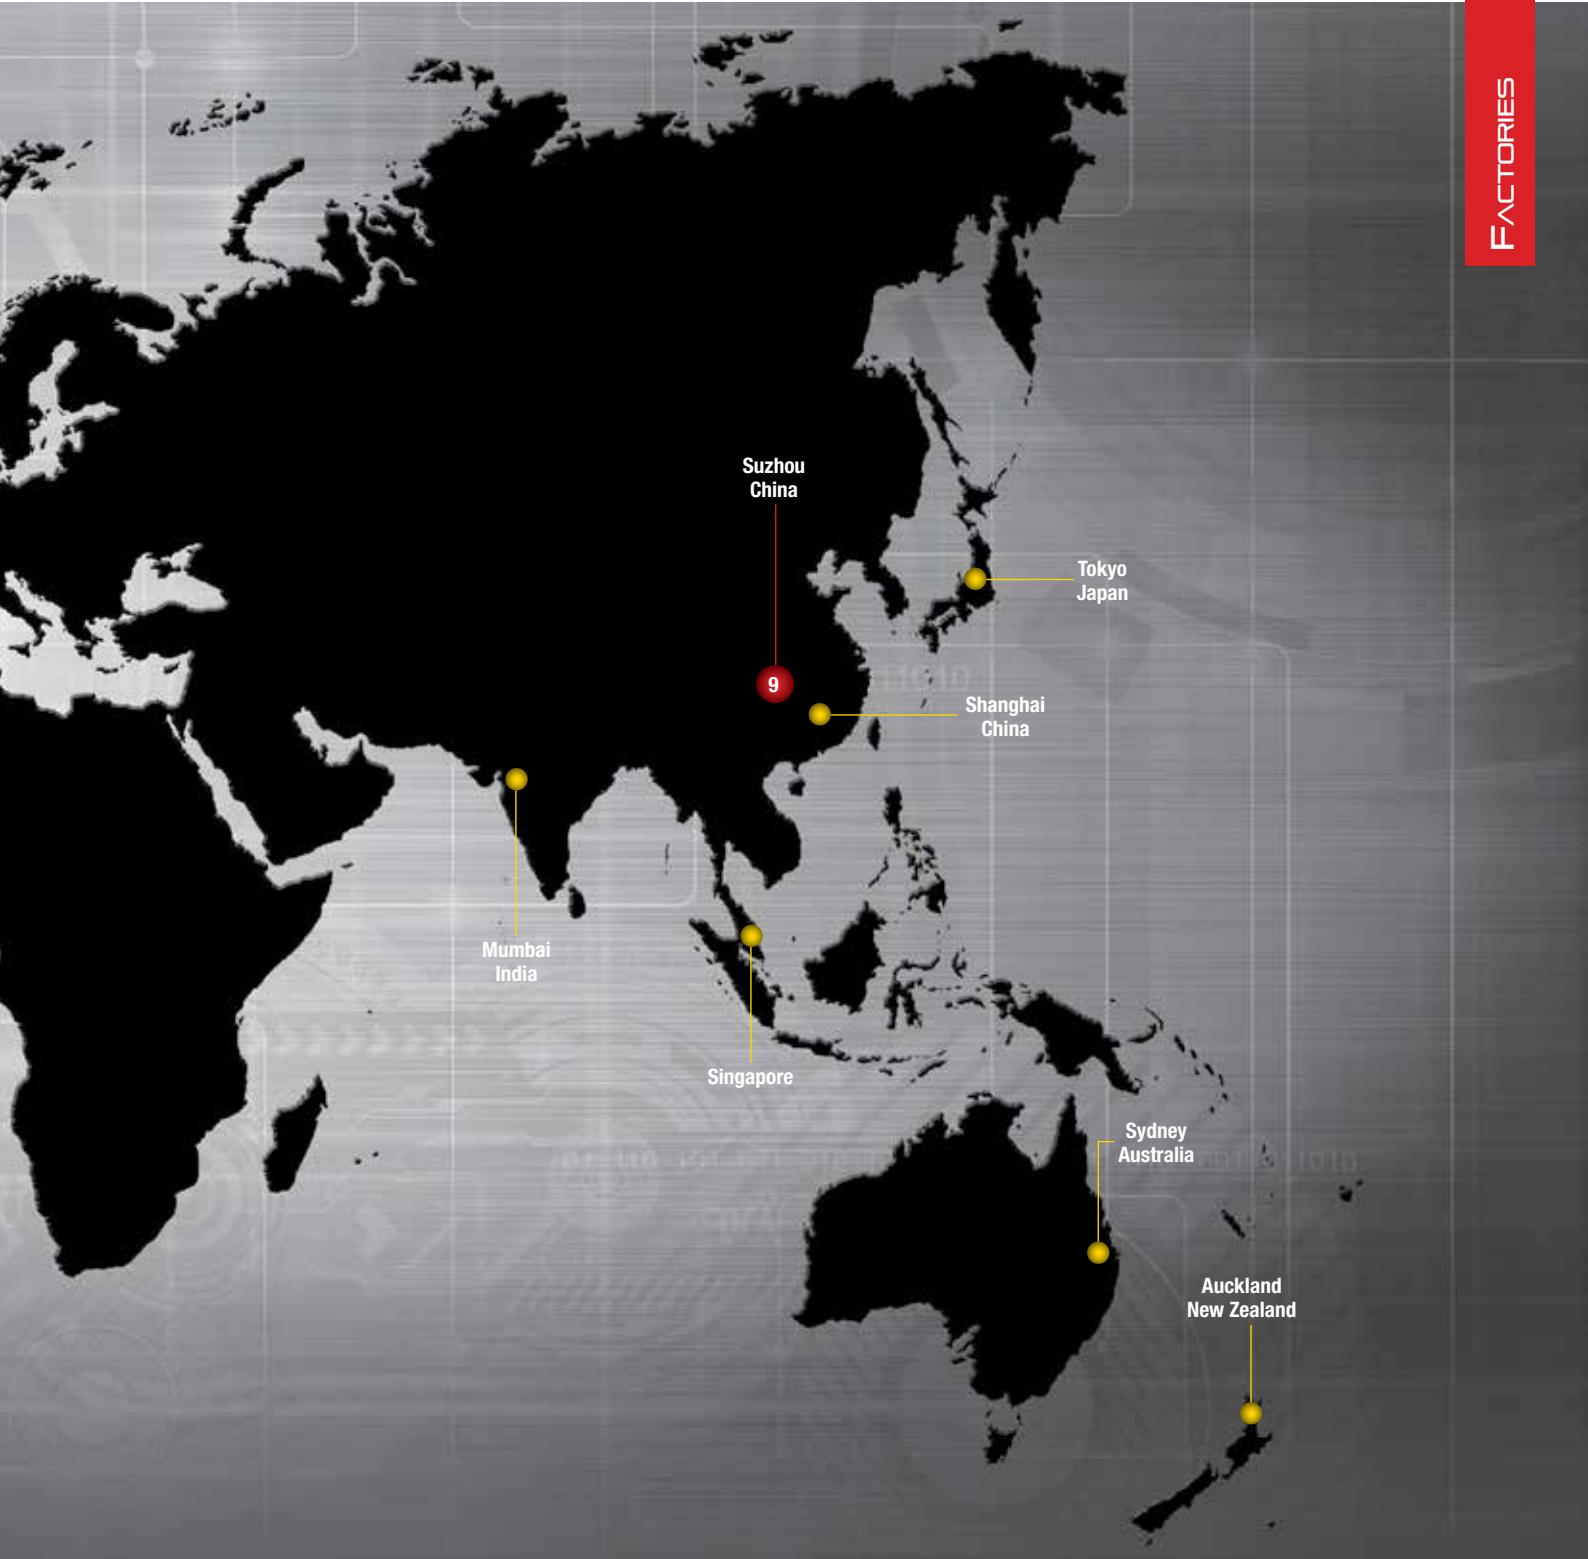 FACTORIES
Suzhou
China
Tokyo
Japan
9
Shanghai
China
Mumbai
India
Singapore
Sydney
Australia
Auckland
New Zealand